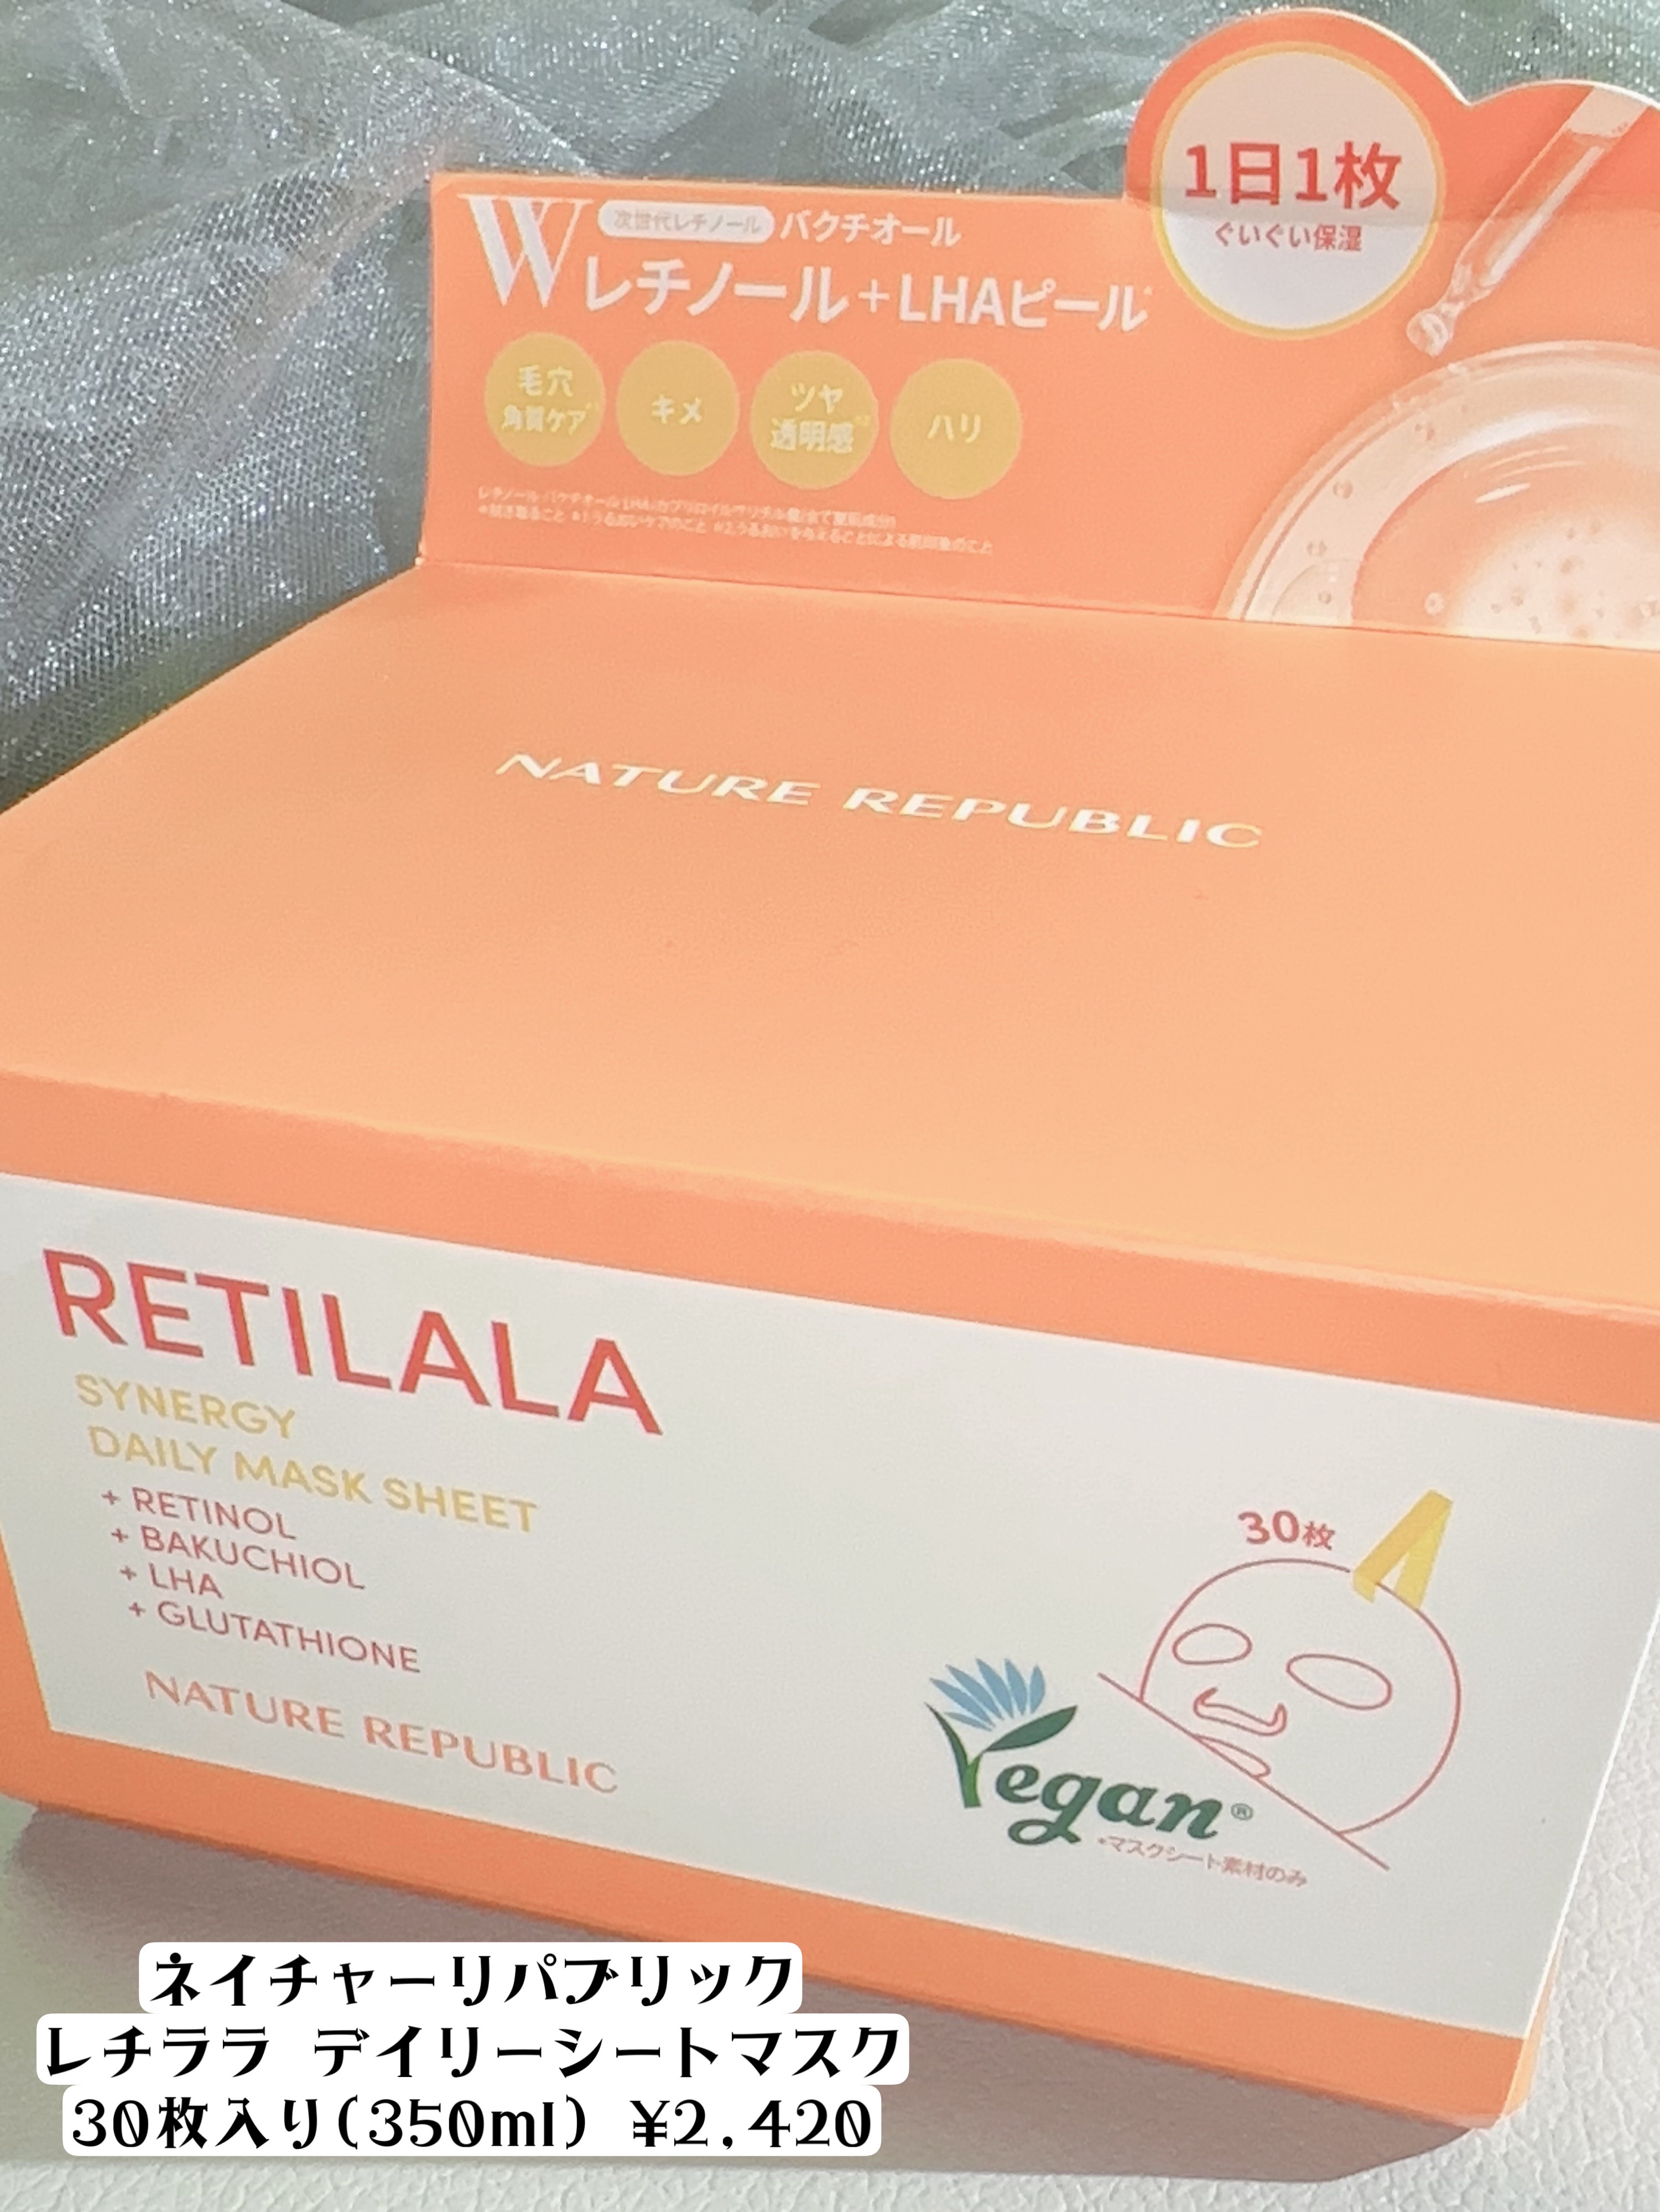 1日1枚
ぐいぐい保湿
W
次世代レチノール バクチオール
レチノール+LHAピール*
毛穴
角質ケア
キメ
ツヤ
透明感
ハリ
NATURE REPUBLIC
RETILALA
SYNERGY
DAILY MASK SHEET
+ RETINOL
+ BAKUCHIOL
+ LHA
+ GLUTATHIONE
NATURE REPUBLIC
30枚
Vegan®
*マスクシート素材のみ
ネイチャーリパブリック
レチララ デイリーシートマスク
30枚入り(350ml) ¥2,420